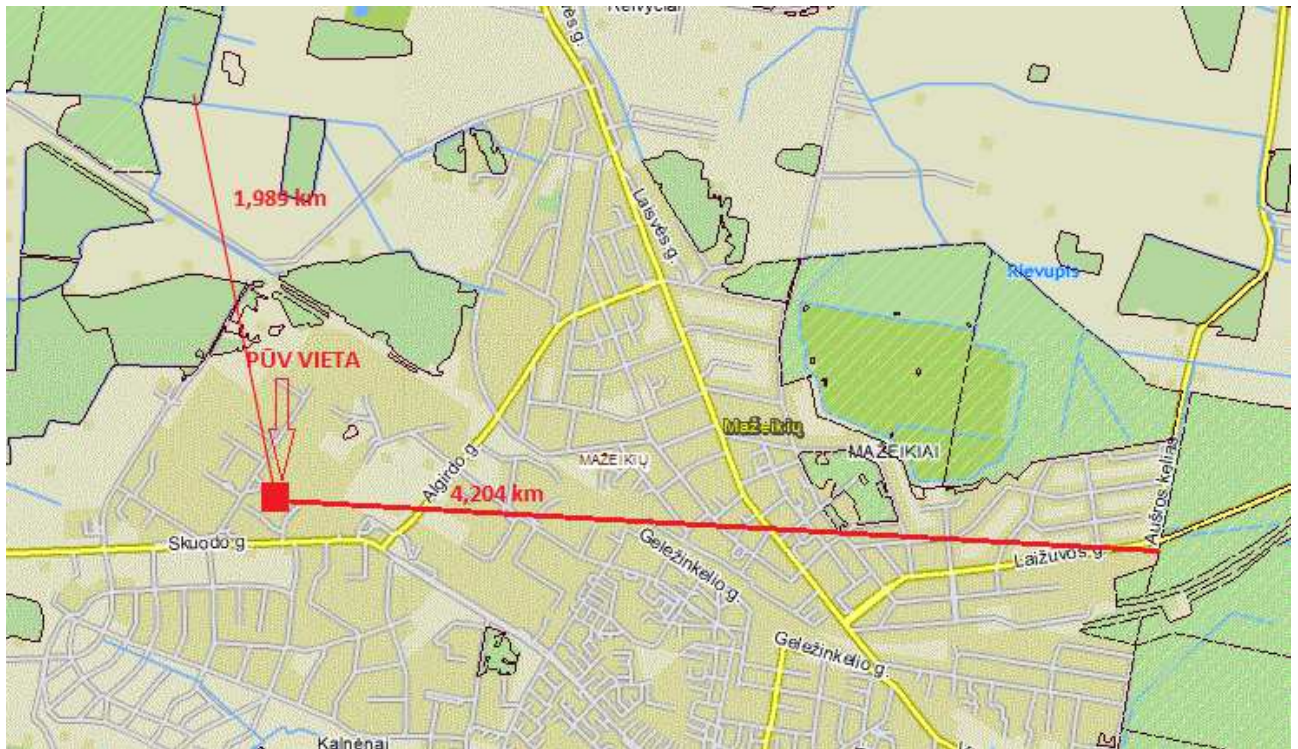 Reivyčiai
Laisvės g.
1,989 km
Rievupis
PŪV VIETA
Mažeikių
MAŽEIKIAI
MAŽEIKIŲ
Algirdo g.
4,204 km
Aušros kelias
Skuodo g.
Geležinkelio g.
Laižuvos g.
Geležinkelio g.
Kalnėnai